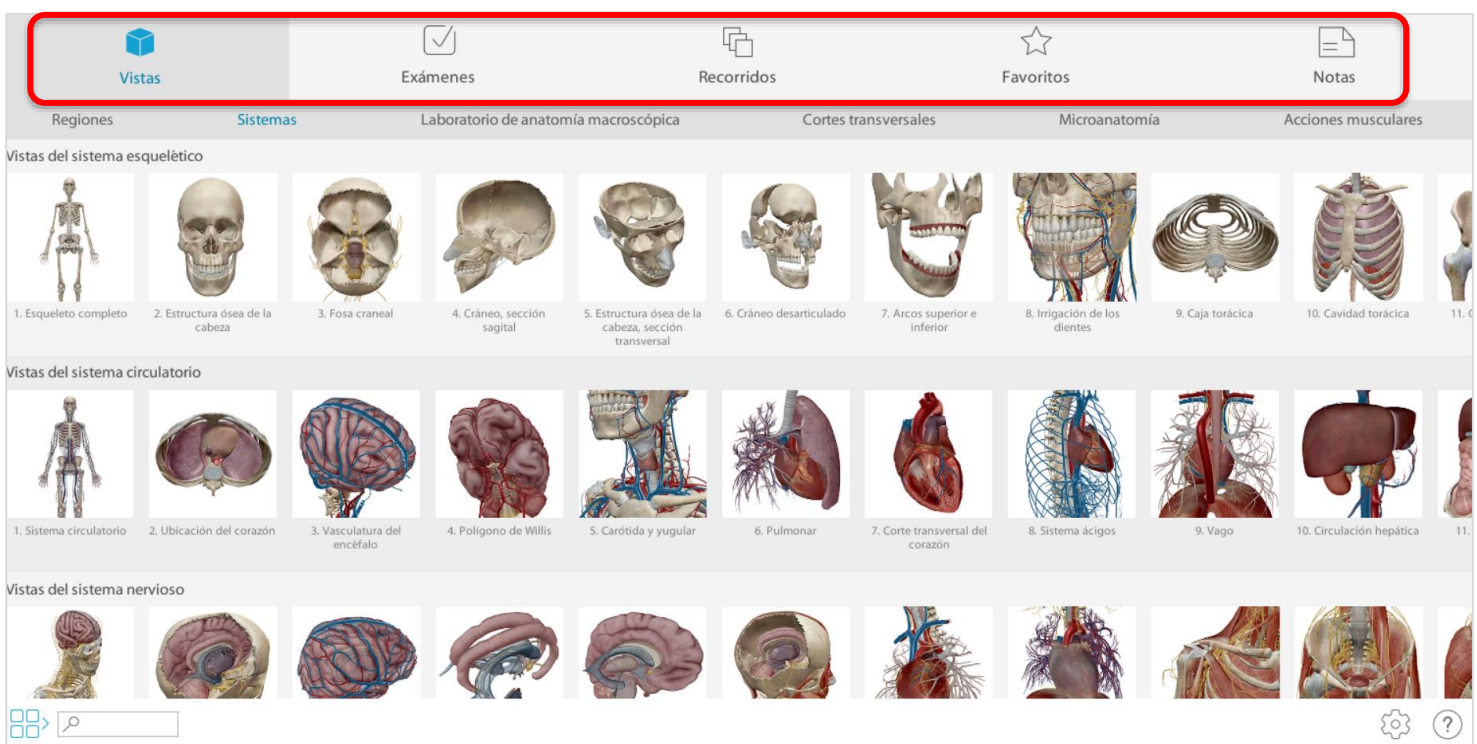 Vistas
Exámenes
Recorridos
Favoritos
Notas
Regiones
Sistemas
Laboratorio de anatomía macroscópica
Cortes transversales
Microanatomía
Acciones musculares
Vistas del sistema esquelético
1. Esqueleto completo
2. Estructura ósea de la
cabeza
3. Fosa craneal
4. Cráneo, sección
sagital
5. Estructura ósea de la
cabeza, sección
transversal
6. Cráneo desarticulado
7. Arcos superior e
inferior
8. Irrigación de los
dientes
9. Caja torácica
10. Cavidad torácica
11.
Vistas del sistema circulatorio
1. Sistema circulatorio
2. Ubicación del corazón
3. Vasculatura del
encéfalo
4. Polígono de Willis
5. Carótida y yugular
6. Pulmonar
7. Corte transversal del
corazón
8. Sistema ácigos
9. Vago
10. Circulación hepática
11.
Vistas del sistema nervioso
?